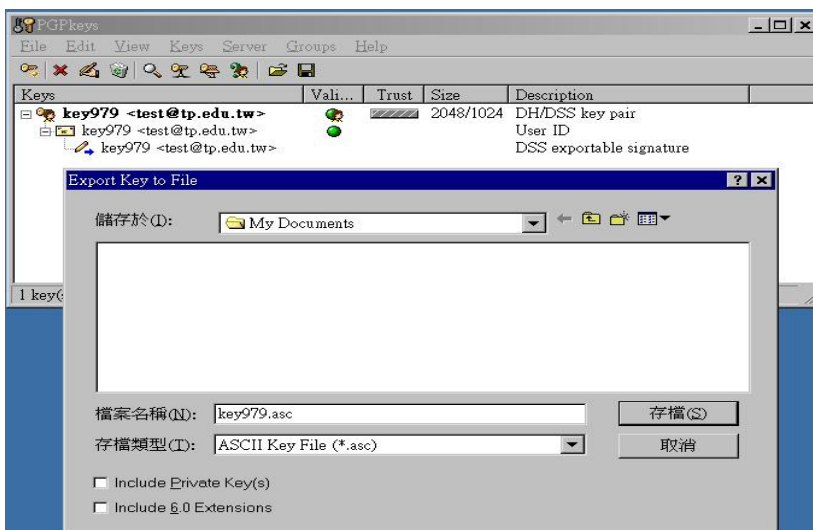 PGPkeys
File Edit View Keys Server Groups Help
Keys Vali... Trust Size Description
key979 <test@tp.edu.tw> 2048/1024 DH/DSS key pair
key979 <test@tp.edu.tw> User ID
key979 <test@tp.edu.tw> DSS exportable signature
Export Key to File
儲存於(I): My Documents
1 key(
檔案名稱(N): key979.asc 存檔(S)
存檔類型(T): ASCII Key File (*.asc) 取消
Include Private Key(s)
Include 6.0 Extensions